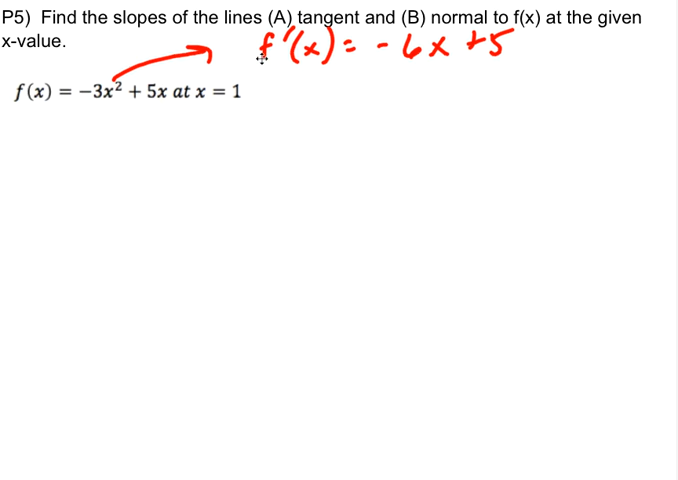 P5) Find the slopes of the lines (A) tangent and (B) normal to f(x) at the given
x-value.
f'(x) = -6x +5
f(x) = −3x² + 5x at x = 1